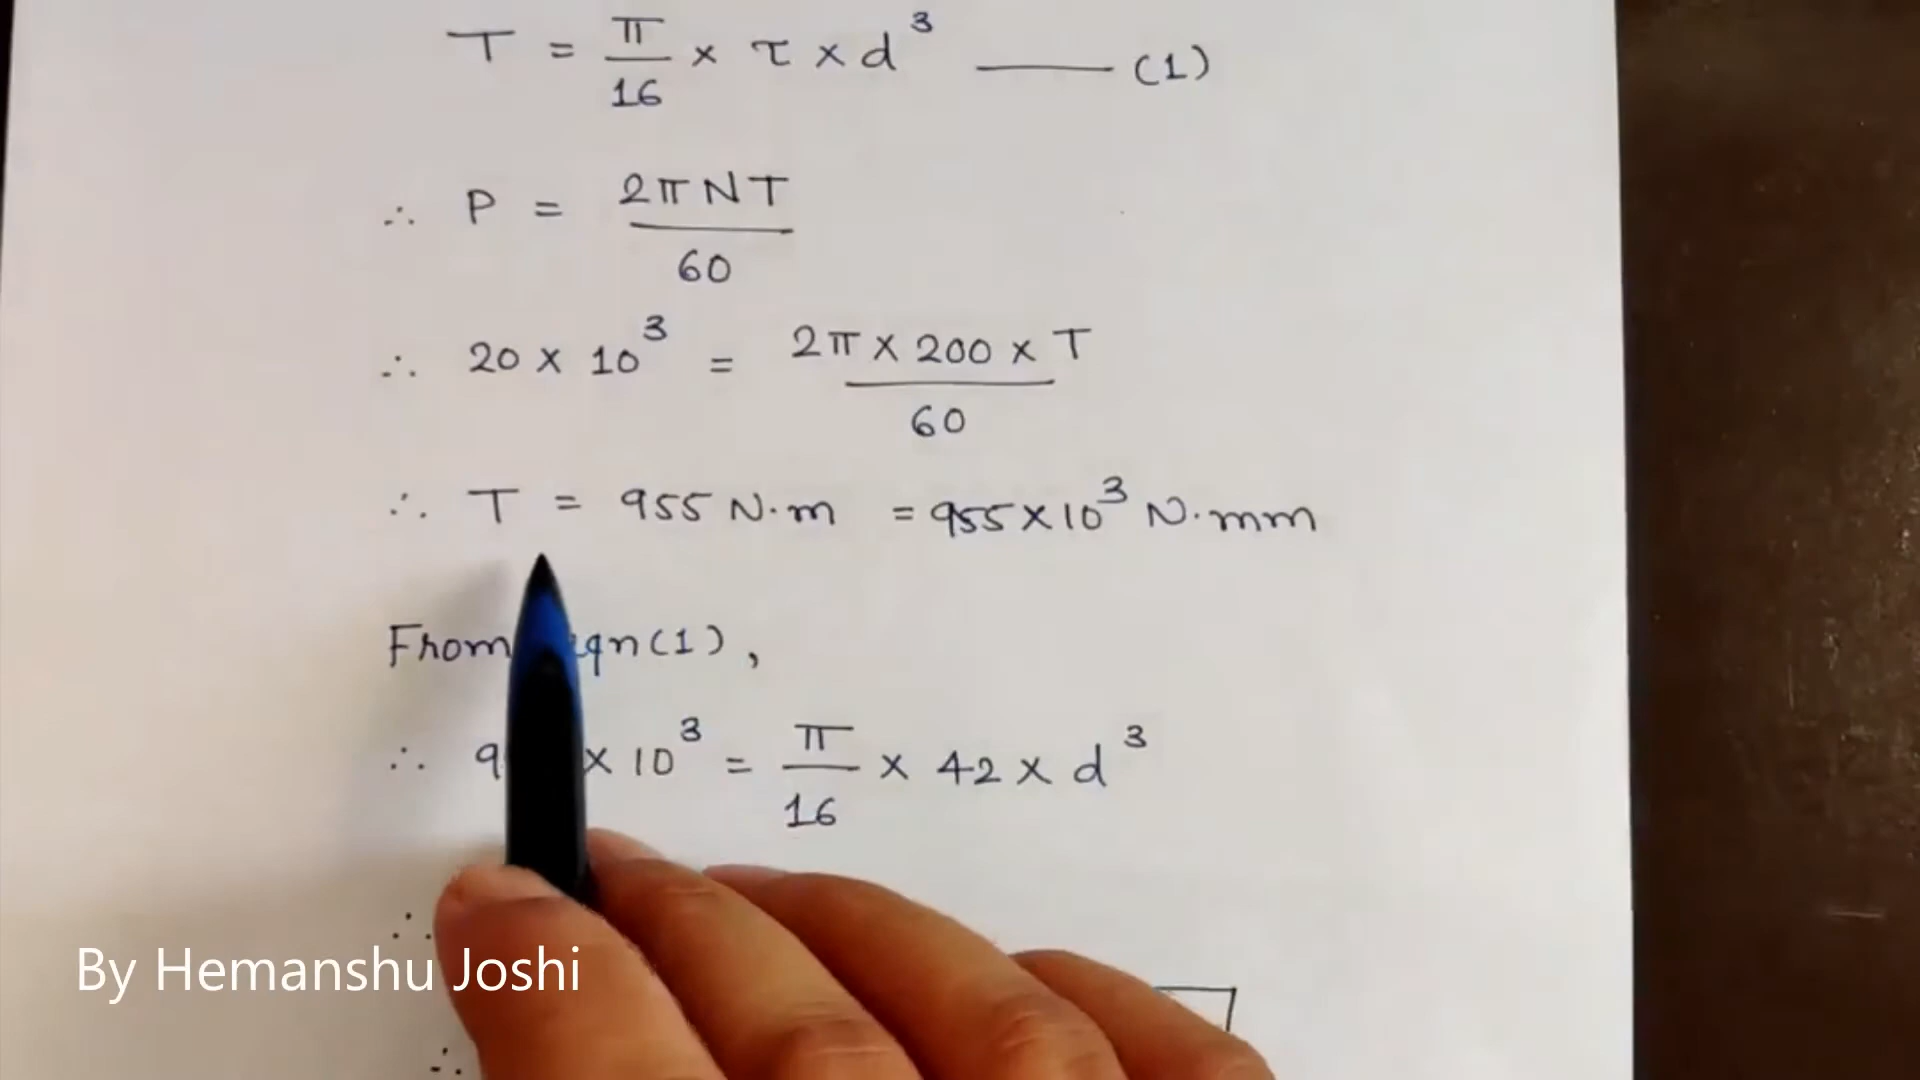 T = π/16 × τ × d³ —— (1)
∴ P = 2πNT/60
∴ 20 × 10³ = 2π × 200 × T/60
∴ T = 955 N·m = 955 × 10³ N·mm
From (1),
∴ × 10³ = π/16 × 42 × d³
∴
By Hemanshu Joshi
∴